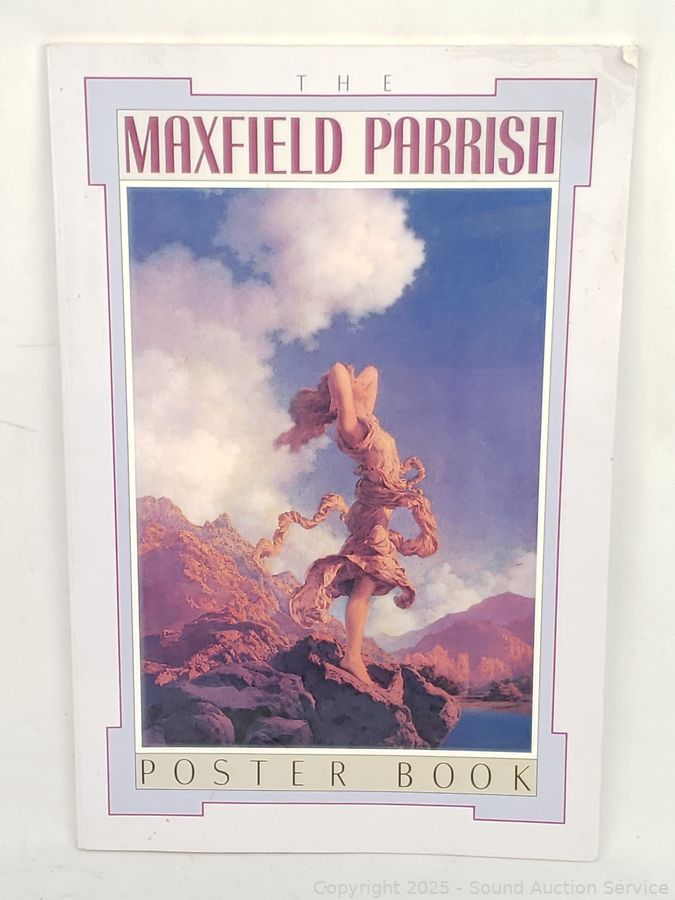 THE
MAXFIELD PARRISH
POSTER BOOK
Copyright 2025 - Sound Auction Service